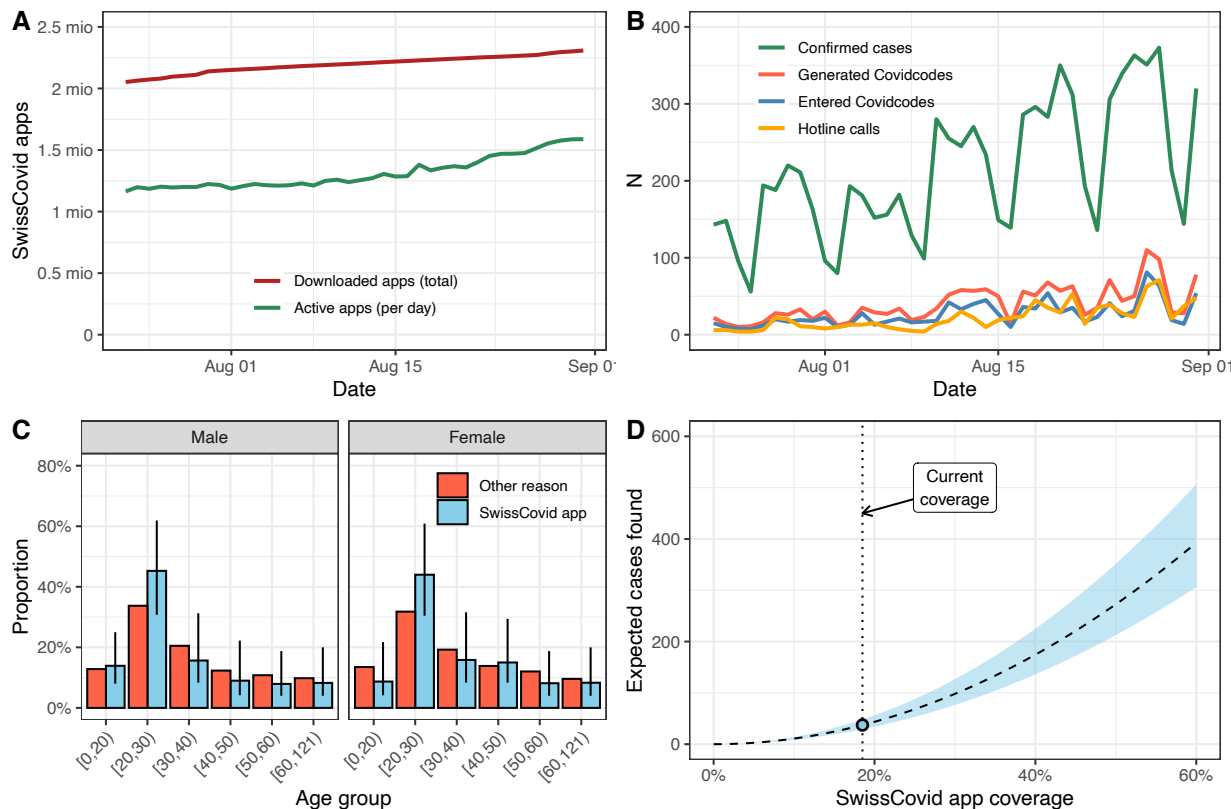 A
2.5 mio
2 mio
1.5 mio
1 mio
0.5 mio
0
SwissCovid apps
Downloaded apps (total)
Active apps (per day)
Aug 01
Aug 15
Sep 01
Date
B
400
300
200
100
0
N
Confirmed cases
Generated Covidcodes
Entered Covidcodes
Hotline calls
Aug 01
Aug 15
Sep 01
Date
C
Male
Female
80%
60%
40%
20%
0%
Proportion
Other reason
SwissCovid app
[0,20)
[20,30)
[30,40)
[40,50)
[50,60)
[60,121)
[0,20)
[20,30)
[30,40)
[40,50)
[50,60)
[60,121)
Age group
D
600
400
200
0
Expected cases found
Current
coverage
0%
20%
40%
60%
SwissCovid app coverage